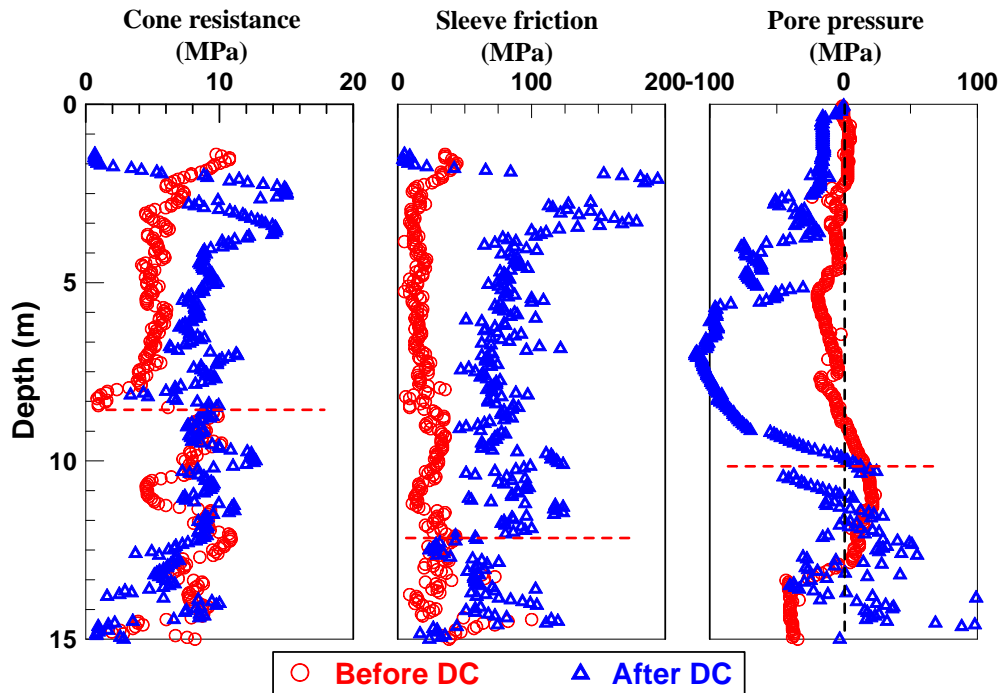 Cone resistance
(MPa)
Sleeve friction
(MPa)
Pore pressure
(MPa)
0 10 20
0 100 200
-100 0 100
0
5
10
15
Depth (m)
Before DC
After DC